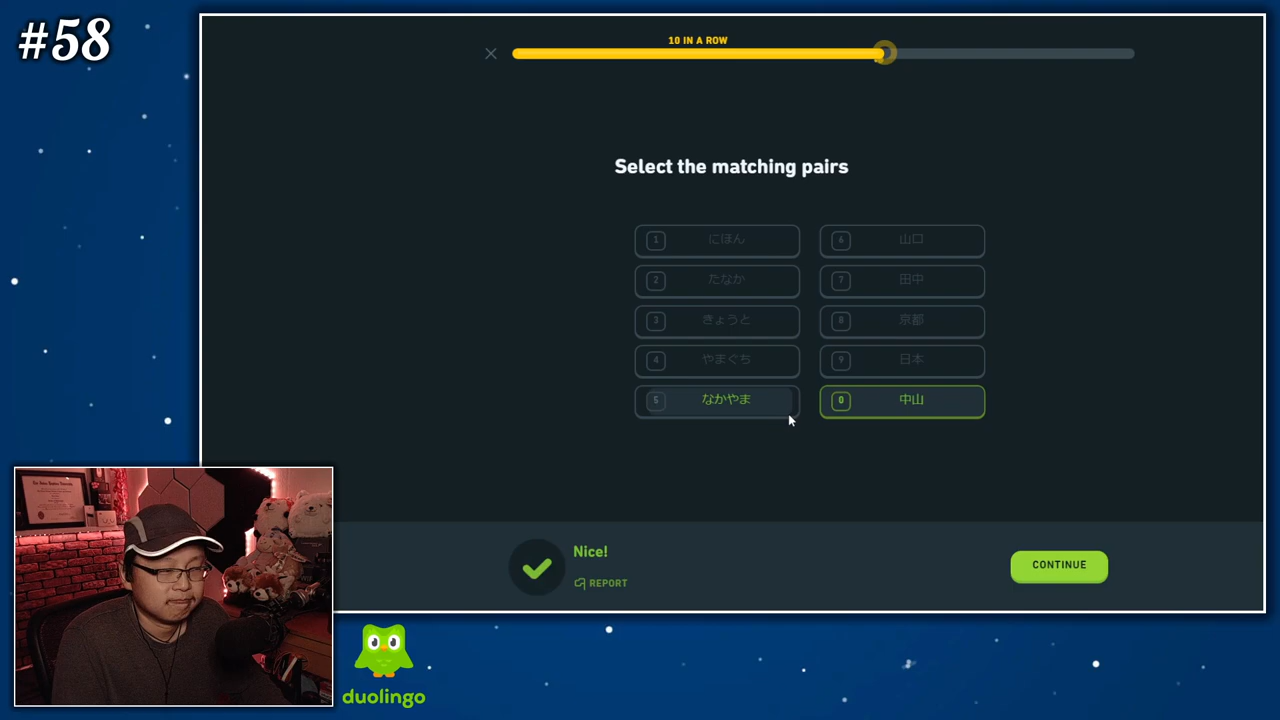 #58
10 IN A ROW
Select the matching pairs
1 にほん 6 山口
2 たなか 7 田中
3 きょうと 8 京都
4 やまぐち 9 日本
5 なかやま 0 中山
Nice!
REPORT
CONTINUE
duolingo